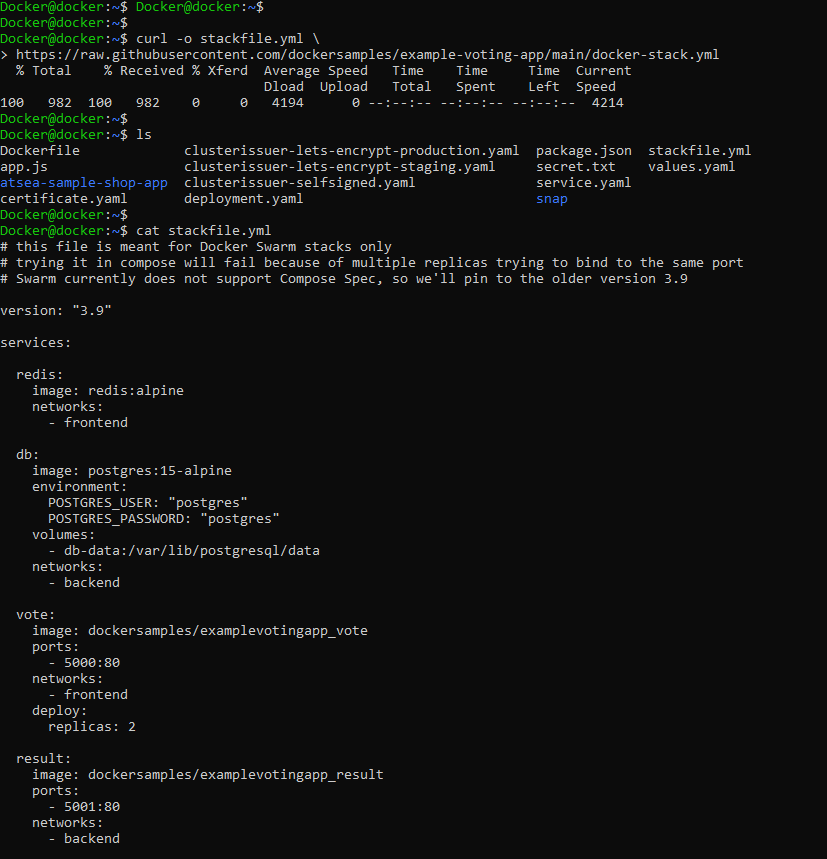 Docker@docker:~$ Docker@docker:~$
Docker@docker:~$
Docker@docker:~$ curl -o stackfile.yml \
> https://raw.githubusercontent.com/dockersamples/example-voting-app/main/docker-stack.yml
  % Total    % Received % Xferd  Average Speed   Time    Time     Time  Current
                                 Dload  Upload   Total   Spent    Left  Speed
100   982  100   982    0     0   4194      0 --:--:-- --:--:-- --:--:--  4214
Docker@docker:~$
Docker@docker:~$ ls
Dockerfile             clusterissuer-lets-encrypt-production.yaml  package.json  stackfile.yml
app.js                 clusterissuer-lets-encrypt-staging.yaml     secret.txt    values.yaml
atsea-sample-shop-app  clusterissuer-selfsigned.yaml               service.yaml
certificate.yaml       deployment.yaml                             snap
Docker@docker:~$
Docker@docker:~$ cat stackfile.yml
# this file is meant for Docker Swarm stacks only
# trying it in compose will fail because of multiple replicas trying to bind to the same port
# Swarm currently does not support Compose Spec, so we'll pin to the older version 3.9

version: "3.9"

services:

  redis:
    image: redis:alpine
    networks:
      - frontend

  db:
    image: postgres:15-alpine
    environment:
      POSTGRES_USER: "postgres"
      POSTGRES_PASSWORD: "postgres"
    volumes:
      - db-data:/var/lib/postgresql/data
    networks:
      - backend

  vote:
    image: dockersamples/examplevotingapp_vote
    ports:
      - 5000:80
    networks:
      - frontend
    deploy:
      replicas: 2

  result:
    image: dockersamples/examplevotingapp_result
    ports:
      - 5001:80
    networks:
      - backend